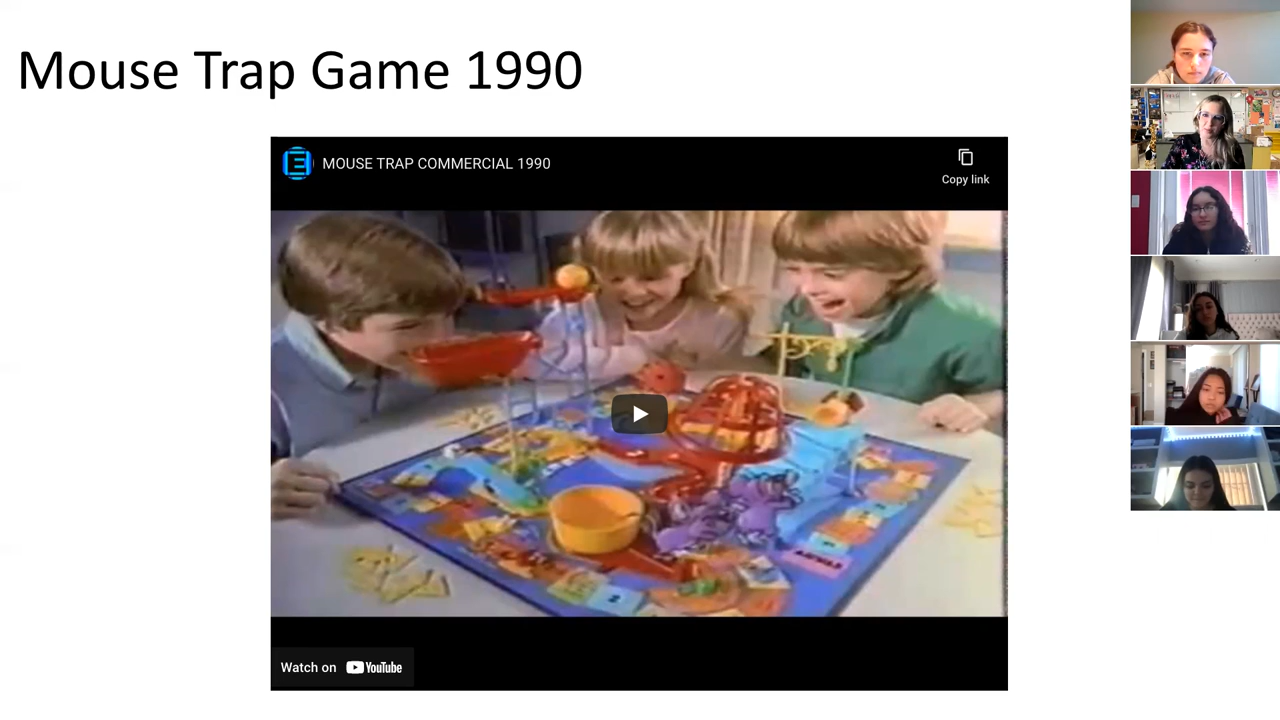 Mouse Trap Game 1990
MOUSE TRAP COMMERCIAL 1990
Copy link
Watch on YouTube